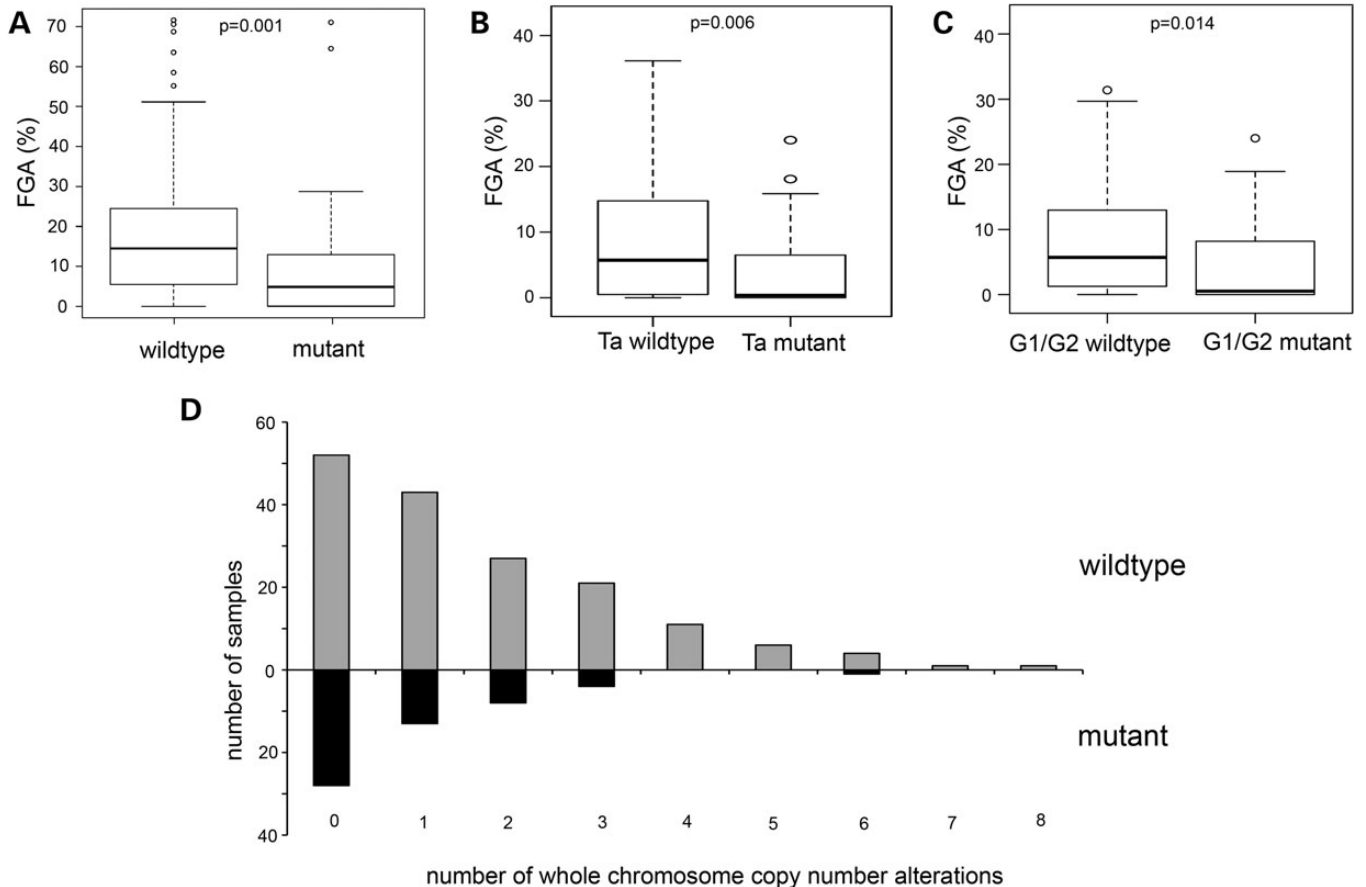 A
p=0.001
FGA (%)
70
60
50
40
30
20
10
0
wildtype
mutant
B
p=0.006
FGA (%)
40
30
20
10
0
Ta wildtype
Ta mutant
C
p=0.014
FGA (%)
40
30
20
10
0
G1/G2 wildtype
G1/G2 mutant
D
number of samples
60
40
20
0
20
40
wildtype
mutant
0 1 2 3 4 5 6 7 8
number of whole chromosome copy number alterations